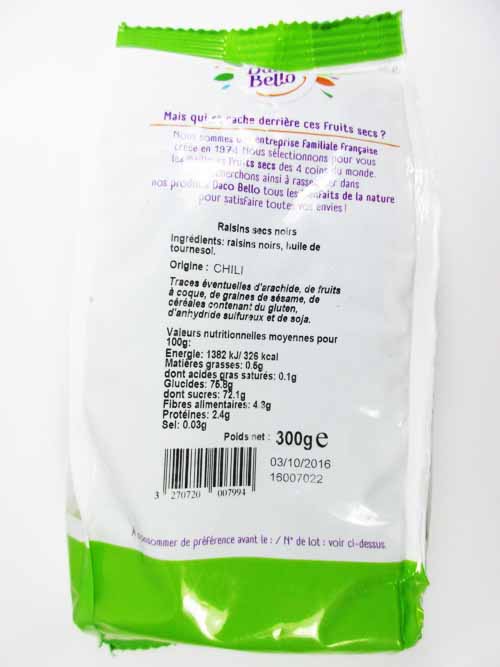 Daco
Bello
Mais qui se cache derrière ces Fruits secs ?
Nous sommes une entreprise Familiale Française
créée en 1874. Nous sélectionnons pour vous
les meilleurs Fruits secs des 4 coins du monde.
cherchons ainsi à rassembler dans
nos produits Daco Bello tous les bienfaits de la nature
pour satisfaire toutes vos envies !
Raisins secs noirs
Ingrédients: raisins noirs, huile de
tournesol.
Origine : CHILI
Traces éventuelles d'arachide, de fruits
à coque, de graines de sésame, de
céréales contenant du gluten,
d'anhydride sulfureux et de soja.
Valeurs nutritionnelles moyennes pour
100g:
Energie: 1382 kJ/ 326 kcal
Matières grasses: 0.6g
dont acides gras saturés: 0.1g
Glucides: 75.8g
dont sucres: 72.1g
Fibres alimentaires: 4.3g
Protéines: 2.4g
Sel: 0.03g
Poids net : 300g e
03/10/2016
16007022
3 270720 007994
A consommer de préférence avant le : / N° de lot : voir ci-dessus.